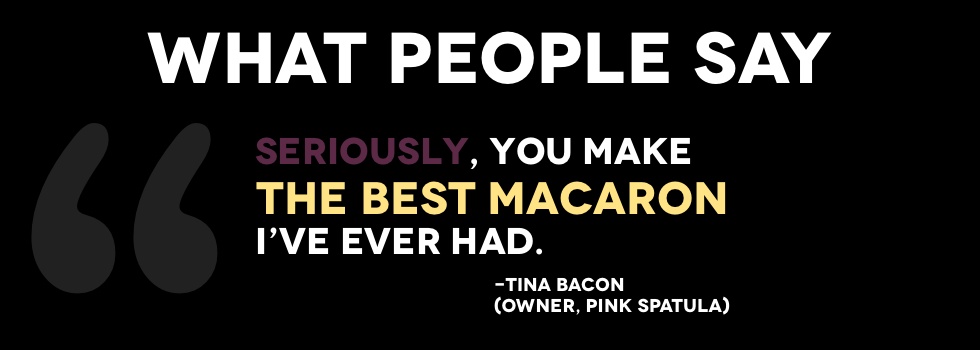 WHAT PEOPLE SAY
SERIOUSLY, YOU MAKE
THE BEST MACARON
I'VE EVER HAD.
–TINA BACON
(OWNER, PINK SPATULA)